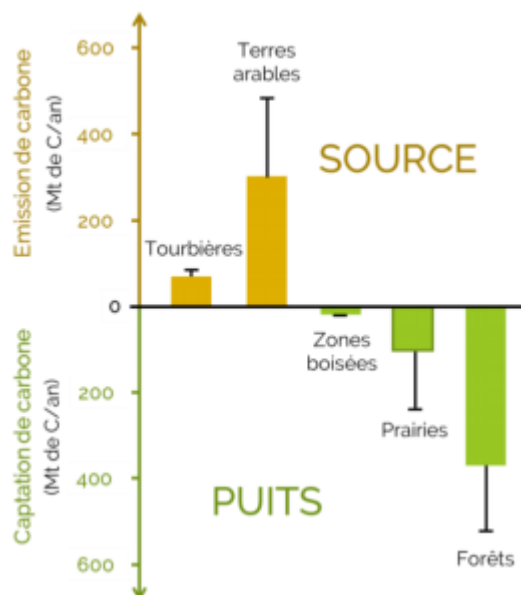 Emission de carbone
(Mt de C/an)
600
400
200
0
200
400
600
Captation de carbone
(Mt de C/an)
Terres
arables
SOURCE
Tourbières
Zones
boisées
Prairies
PUITS
Forêts